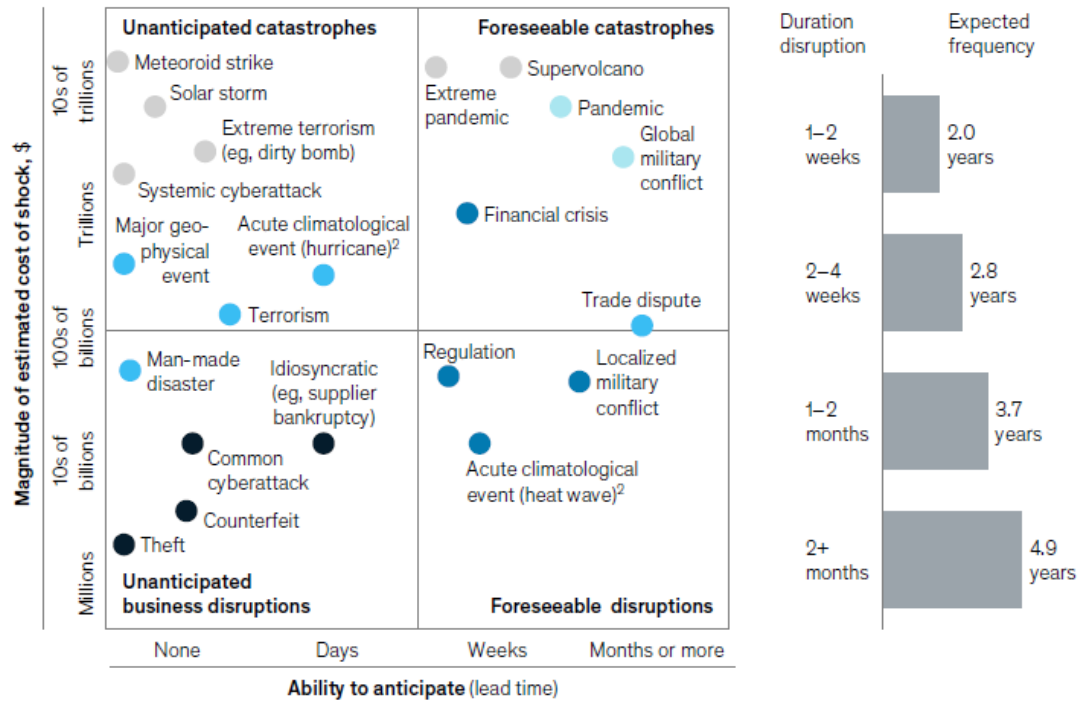 Unanticipated catastrophes
Foreseeable catastrophes
Magnitude of estimated cost of shock, $
10s of
trillions
Trillions
100s of
billions
10s of
billions
Millions
Meteoroid strike
Solar storm
Extreme terrorism
(eg, dirty bomb)
Systemic cyberattack
Major geo-
physical
event
Acute climatological
event (hurricane)2
Terrorism
Supervolcano
Extreme
pandemic
Pandemic
Global
military
conflict
Financial crisis
Trade dispute
Man-made
disaster
Idiosyncratic
(eg, supplier
bankruptcy)
Common
cyberattack
Counterfeit
Theft
Unanticipated
business disruptions
Regulation
Localized
military
conflict
Acute climatological
event (heat wave)2
Foreseeable disruptions
None
Days
Weeks
Months or more
Ability to anticipate (lead time)
Duration
disruption
Expected
frequency
1–2
weeks
2.0
years
2–4
weeks
2.8
years
1–2
months
3.7
years
2+
months
4.9
years